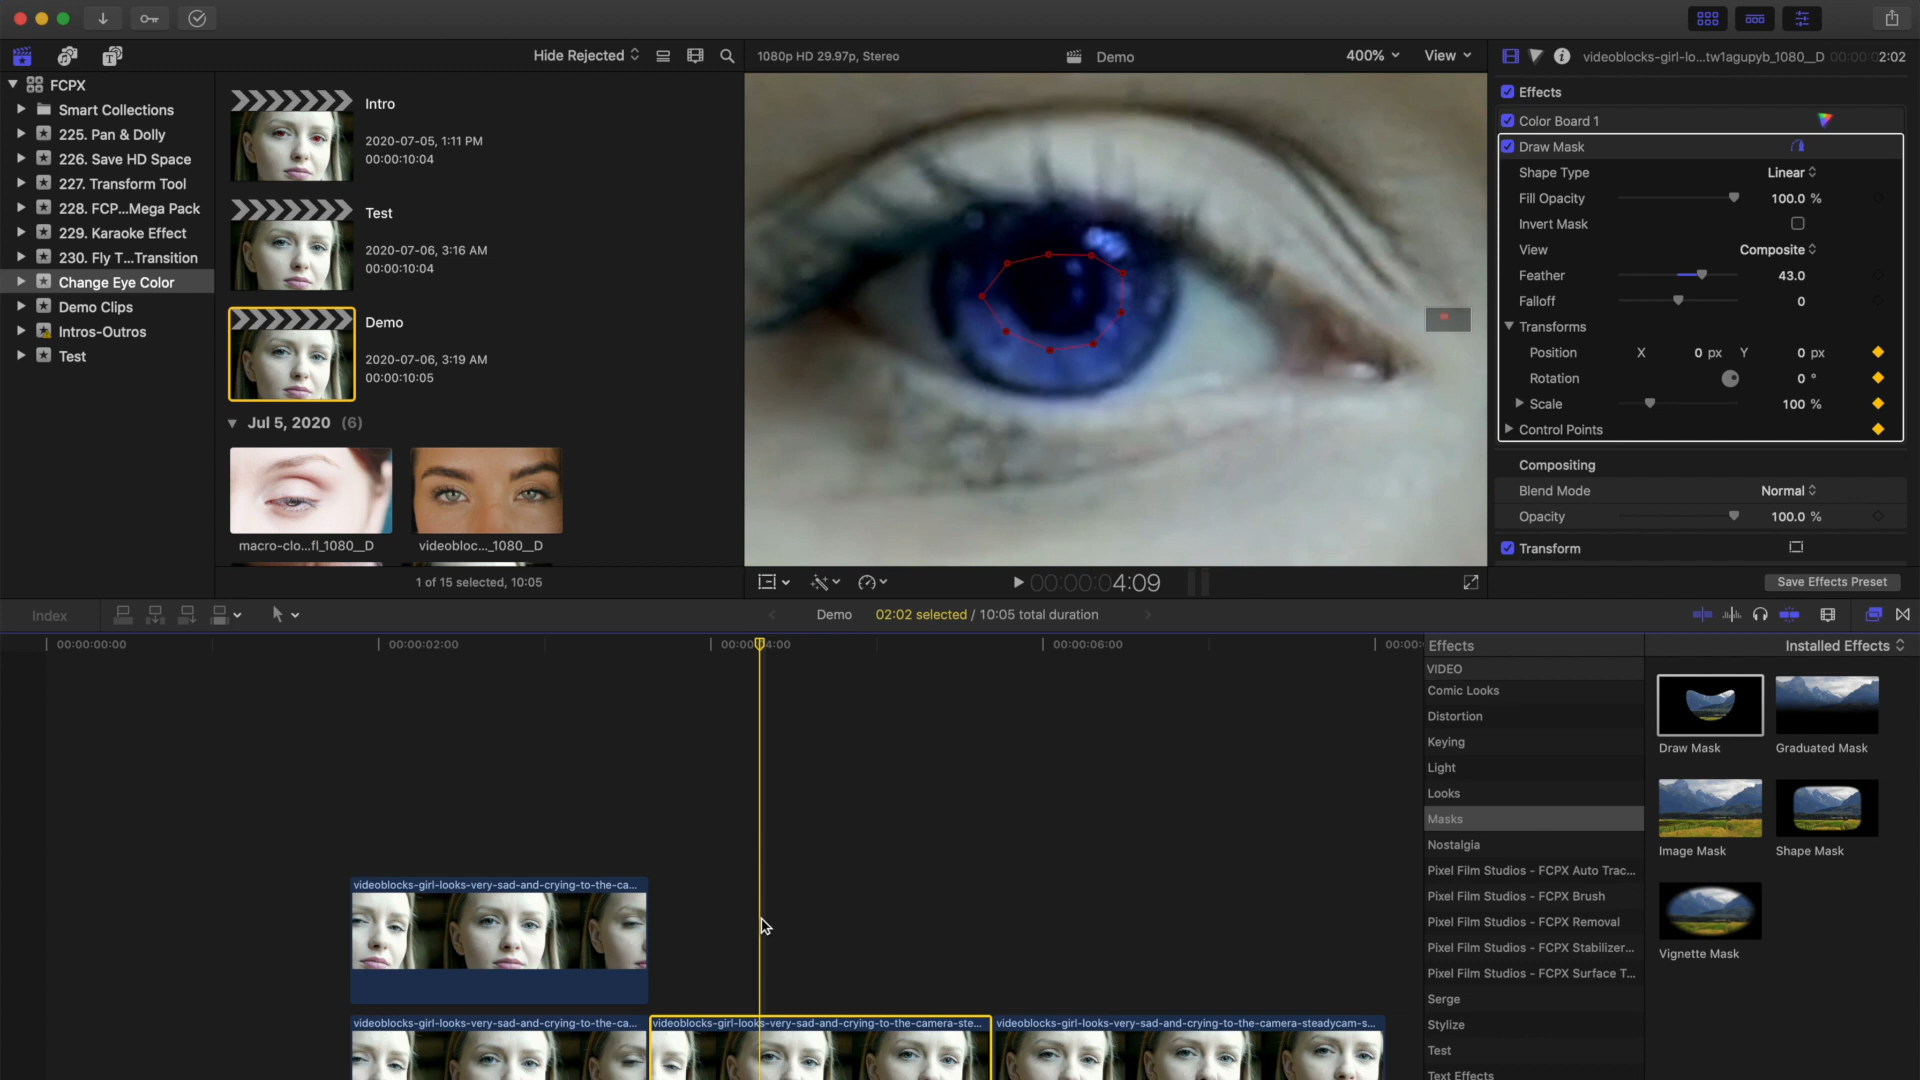 Hide Rejected
1080p HD 29.97p, Stereo
Demo
400%
View
videoblocks-girl-lo...tw1agupyb_1080__D
00:00:02:02
FCPX
Smart Collections
225. Pan & Dolly
226. Save HD Space
227. Transform Tool
228. FCP...Mega Pack
229. Karaoke Effect
230. Fly T...Transition
Change Eye Color
Demo Clips
Intros-Outros
Test
Intro
2020-07-05, 1:11 PM
00:00:10:04
Test
2020-07-06, 3:16 AM
00:00:10:04
Demo
2020-07-06, 3:19 AM
00:00:10:05
Jul 5, 2020 (6)
macro-clo...fl_1080__D
videobloc..._1080__D
1 of 15 selected, 10:05
00:00:04:09
Effects
Color Board 1
Draw Mask
Shape Type Linear
Fill Opacity 100.0 %
Invert Mask
View Composite
Feather 43.0
Falloff 0
Transforms
Position X 0 px Y 0 px
Rotation 0 °
Scale 100 %
Control Points
Compositing
Blend Mode Normal
Opacity 100.0 %
Transform
Save Effects Preset
Index
Demo
02:02 selected / 10:05 total duration
00:00:00:00
00:00:02:00
00:00:04:00
00:00:06:00
00:00:
videoblocks-girl-looks-very-sad-and-crying-to-the-ca...
videoblocks-girl-looks-very-sad-and-crying-to-the-ca...
videoblocks-girl-looks-very-sad-and-crying-to-the-camera-ste...
videoblocks-girl-looks-very-sad-and-crying-to-the-camera-steadycam-s...
Effects
Installed Effects
VIDEO
Comic Looks
Distortion
Keying
Light
Looks
Masks
Nostalgia
Pixel Film Studios - FCPX Auto Trac...
Pixel Film Studios - FCPX Brush
Pixel Film Studios - FCPX Removal
Pixel Film Studios - FCPX Stabilizer...
Pixel Film Studios - FCPX Surface T...
Serge
Stylize
Test
Text Effects
Draw Mask
Graduated Mask
Image Mask
Shape Mask
Vignette Mask